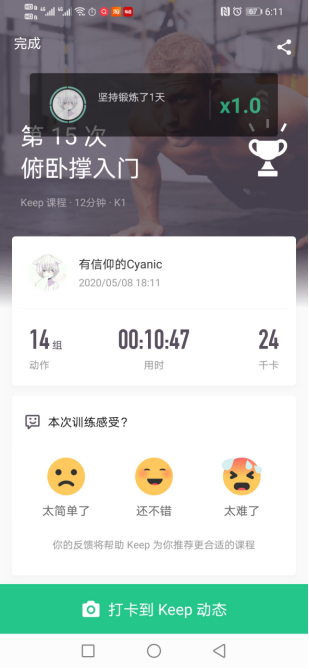 6:11
完成
坚持锻炼了1天
x1.0
第 15 次
俯卧撑入门
Keep 课程 · 12分钟 · K1
有信仰的Cyanic
2020/05/08 18:11
14组 00:10:47 24
动作 用时 千卡
本次训练感受?
太简单了 还不错 太难了
你的反馈将帮助 Keep 为你推荐更合适的课程
打卡到 Keep 动态